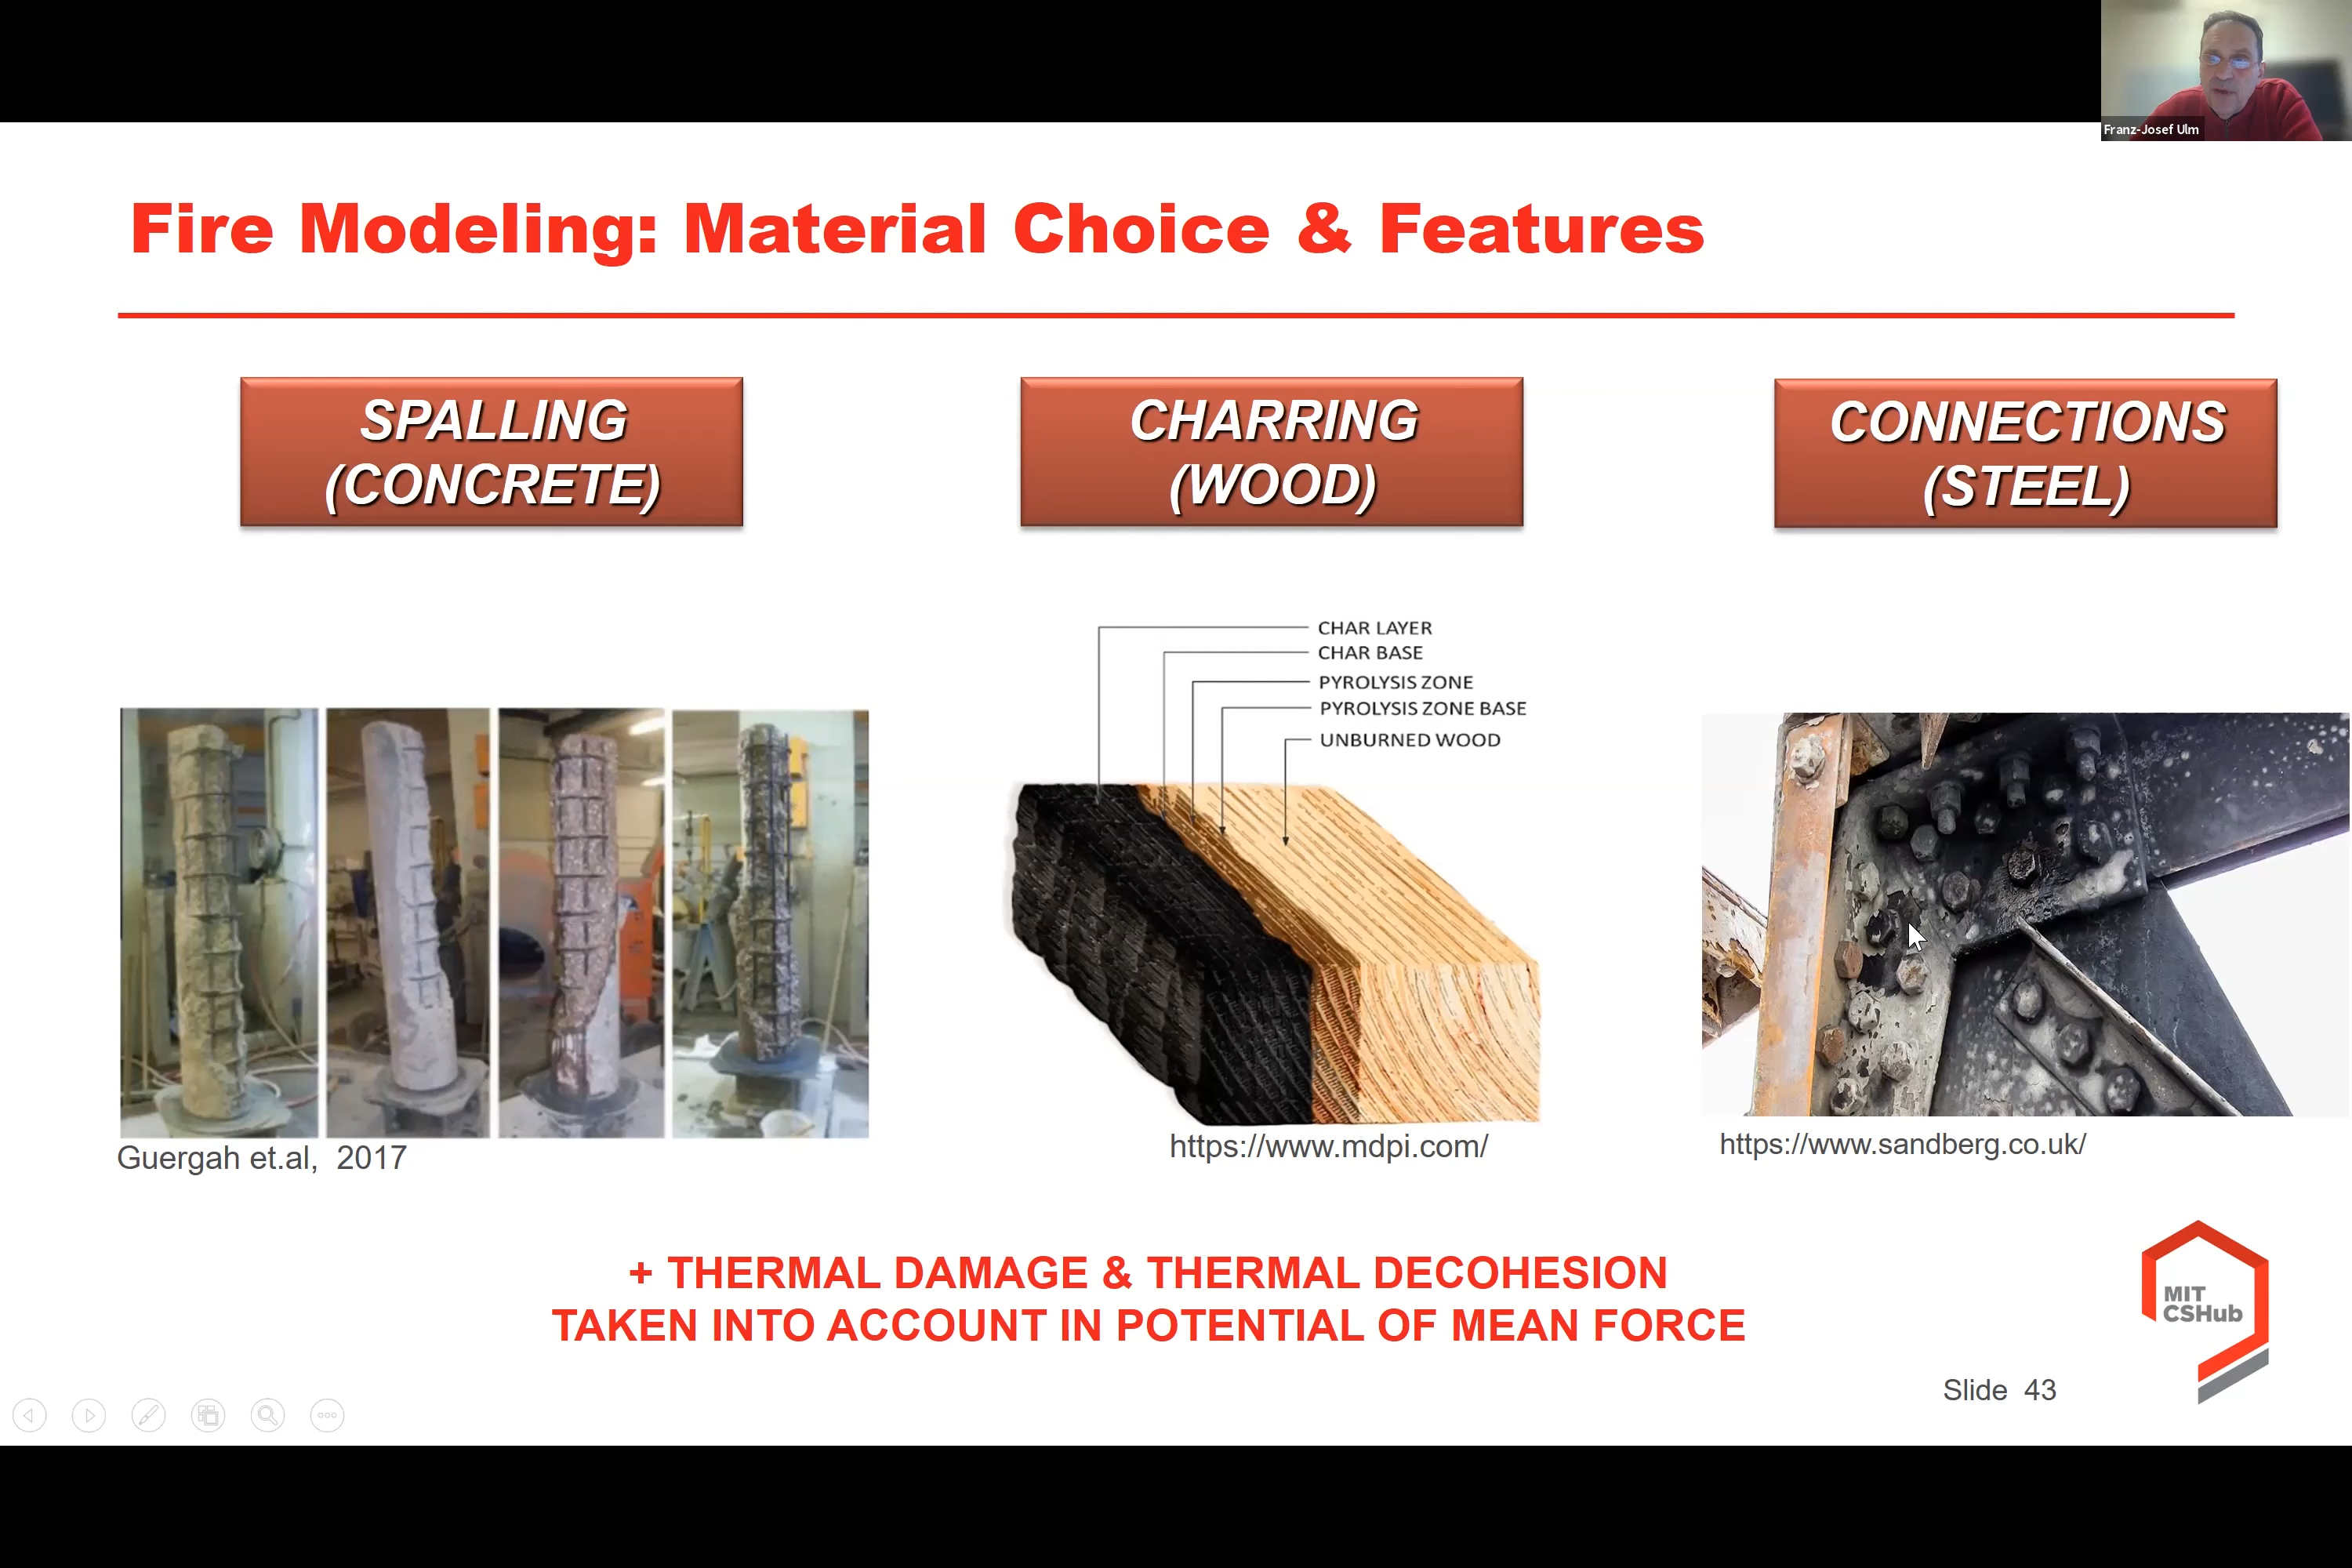 Franz-Josef Ulm
Fire Modeling: Material Choice & Features
SPALLING
(CONCRETE)
CHARRING
(WOOD)
CONNECTIONS
(STEEL)
CHAR LAYER
CHAR BASE
PYROLYSIS ZONE
PYROLYSIS ZONE BASE
UNBURNED WOOD
Guergah et.al, 2017
https://www.mdpi.com/
https://www.sandberg.co.uk/
+ THERMAL DAMAGE & THERMAL DECOHESION
TAKEN INTO ACCOUNT IN POTENTIAL OF MEAN FORCE
MIT
CSHub
Slide 43